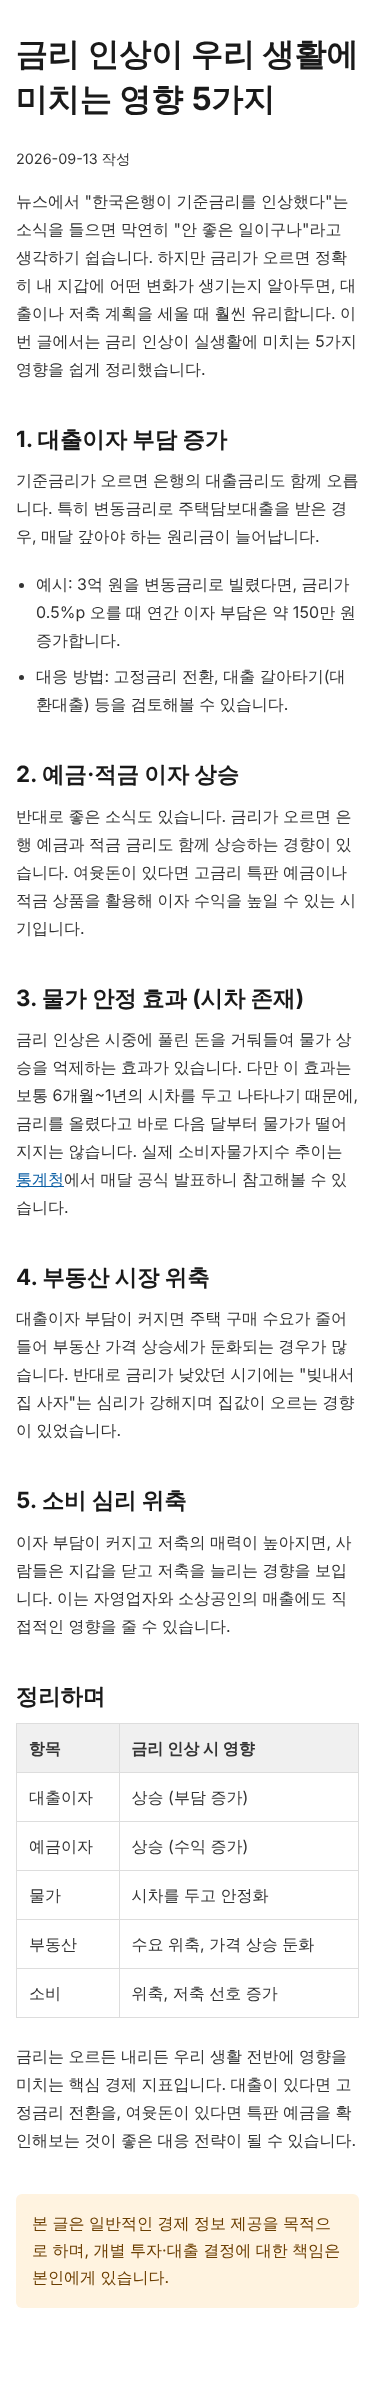 금리 인상이 우리 생활에
미치는 영향 5가지
2026-09-13 작성
뉴스에서 "한국은행이 기준금리를 인상했다"는
소식을 들으면 막연히 "안 좋은 일이구나"라고
생각하기 쉽습니다. 하지만 금리가 오르면 정확
히 내 지갑에 어떤 변화가 생기는지 알아두면, 대
출이나 저축 계획을 세울 때 훨씬 유리합니다. 이
번 글에서는 금리 인상이 실생활에 미치는 5가지
영향을 쉽게 정리했습니다.
1. 대출이자 부담 증가
기준금리가 오르면 은행의 대출금리도 함께 오릅
니다. 특히 변동금리로 주택담보대출을 받은 경
우, 매달 갚아야 하는 원리금이 늘어납니다.
• 예시: 3억 원을 변동금리로 빌렸다면, 금리가
0.5%p 오를 때 연간 이자 부담은 약 150만 원
증가합니다.
• 대응 방법: 고정금리 전환, 대출 갈아타기(대
환대출) 등을 검토해볼 수 있습니다.
2. 예금·적금 이자 상승
반대로 좋은 소식도 있습니다. 금리가 오르면 은
행 예금과 적금 금리도 함께 상승하는 경향이 있
습니다. 여윳돈이 있다면 고금리 특판 예금이나
적금 상품을 활용해 이자 수익을 높일 수 있는 시
기입니다.
3. 물가 안정 효과 (시차 존재)
금리 인상은 시중에 풀린 돈을 거둬들여 물가 상
승을 억제하는 효과가 있습니다. 다만 이 효과는
보통 6개월~1년의 시차를 두고 나타나기 때문에,
금리를 올렸다고 바로 다음 달부터 물가가 떨어
지지는 않습니다. 실제 소비자물가지수 추이는
통계청에서 매달 공식 발표하니 참고해볼 수 있
습니다.
4. 부동산 시장 위축
대출이자 부담이 커지면 주택 구매 수요가 줄어
들어 부동산 가격 상승세가 둔화되는 경우가 많
습니다. 반대로 금리가 낮았던 시기에는 "빚내서
집 사자"는 심리가 강해지며 집값이 오르는 경향
이 있었습니다.
5. 소비 심리 위축
이자 부담이 커지고 저축의 매력이 높아지면, 사
람들은 지갑을 닫고 저축을 늘리는 경향을 보입
니다. 이는 자영업자와 소상공인의 매출에도 직
접적인 영향을 줄 수 있습니다.
정리하며
항목 금리 인상 시 영향
대출이자 상승 (부담 증가)
예금이자 상승 (수익 증가)
물가 시차를 두고 안정화
부동산 수요 위축, 가격 상승 둔화
소비 위축, 저축 선호 증가
금리는 오르든 내리든 우리 생활 전반에 영향을
미치는 핵심 경제 지표입니다. 대출이 있다면 고
정금리 전환을, 여윳돈이 있다면 특판 예금을 확
인해보는 것이 좋은 대응 전략이 될 수 있습니다.
본 글은 일반적인 경제 정보 제공을 목적으
로 하며, 개별 투자·대출 결정에 대한 책임은
본인에게 있습니다.